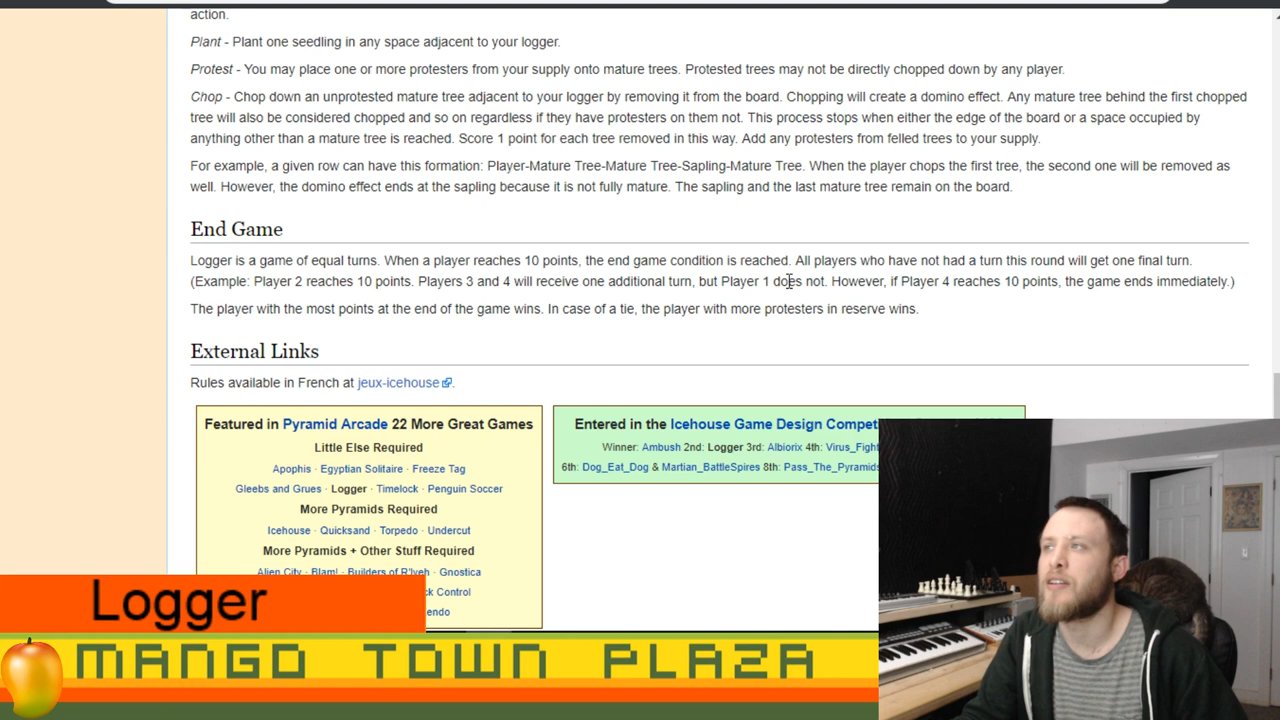 action.
Plant - Plant one seedling in any space adjacent to your logger.
Protest - You may place one or more protesters from your supply onto mature trees. Protested trees may not be directly chopped down by any player.
Chop - Chop down an unprotested mature tree adjacent to your logger by removing it from the board. Chopping will create a domino effect. Any mature tree behind the first chopped
tree will also be considered chopped and so on regardless if they have protesters on them not. This process stops when either the edge of the board or a space occupied by
anything other than a mature tree is reached. Score 1 point for each tree removed in this way. Add any protesters from felled trees to your supply.
For example, a given row can have this formation: Player-Mature Tree-Mature Tree-Sapling-Mature Tree. When the player chops the first tree, the second one will be removed as
well. However, the domino effect ends at the sapling because it is not fully mature. The sapling and the last mature tree remain on the board.
End Game
Logger is a game of equal turns. When a player reaches 10 points, the end game condition is reached. All players who have not had a turn this round will get one final turn.
(Example: Player 2 reaches 10 points. Players 3 and 4 will receive one additional turn, but Player 1 does not. However, if Player 4 reaches 10 points, the game ends immediately.)
The player with the most points at the end of the game wins. In case of a tie, the player with more protesters in reserve wins.
External Links
Rules available in French at jeux-icehouse.
Featured in Pyramid Arcade 22 More Great Games
Little Else Required
Apophis · Egyptian Solitaire · Freeze Tag
Gleebs and Grues · Logger · Timelock · Penguin Soccer
More Pyramids Required
Icehouse · Quicksand · Torpedo · Undercut
More Pyramids + Other Stuff Required
Alien City · Blam! · Builders of R'lyeh · Gnostica
ck Control
endo
Entered in the Icehouse Game Design Compet
Winner: Ambush 2nd: Logger 3rd: Albiorix 4th: Virus_Fight
6th: Dog_Eat_Dog & Martian_BattleSpires 8th: Pass_The_Pyramids
Logger
MANGO TOWN PLAZA